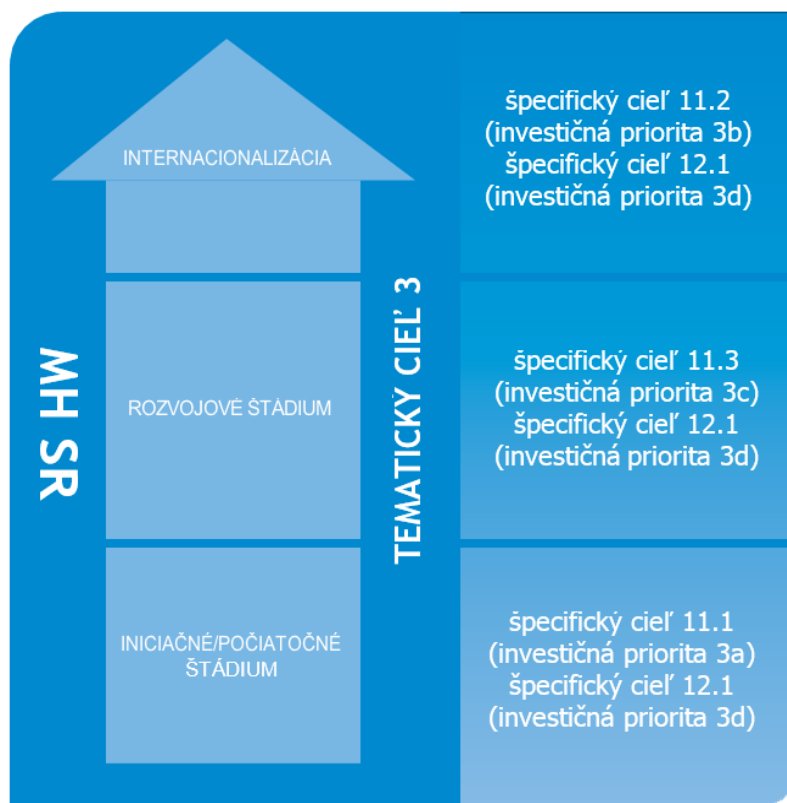 INTERNACIONALIZÁCIA
ROZVOJOVÉ ŠTÁDIUM
INICIAČNÉ/POČIATOČNÉ
ŠTÁDIUM
MH SR
TEMATICKÝ CIEĽ 3
špecifický cieľ 11.2
(investičná priorita 3b)
špecifický cieľ 12.1
(investičná priorita 3d)
špecifický cieľ 11.3
(investičná priorita 3c)
špecifický cieľ 12.1
(investičná priorita 3d)
špecifický cieľ 11.1
(investičná priorita 3a)
špecifický cieľ 12.1
(investičná priorita 3d)